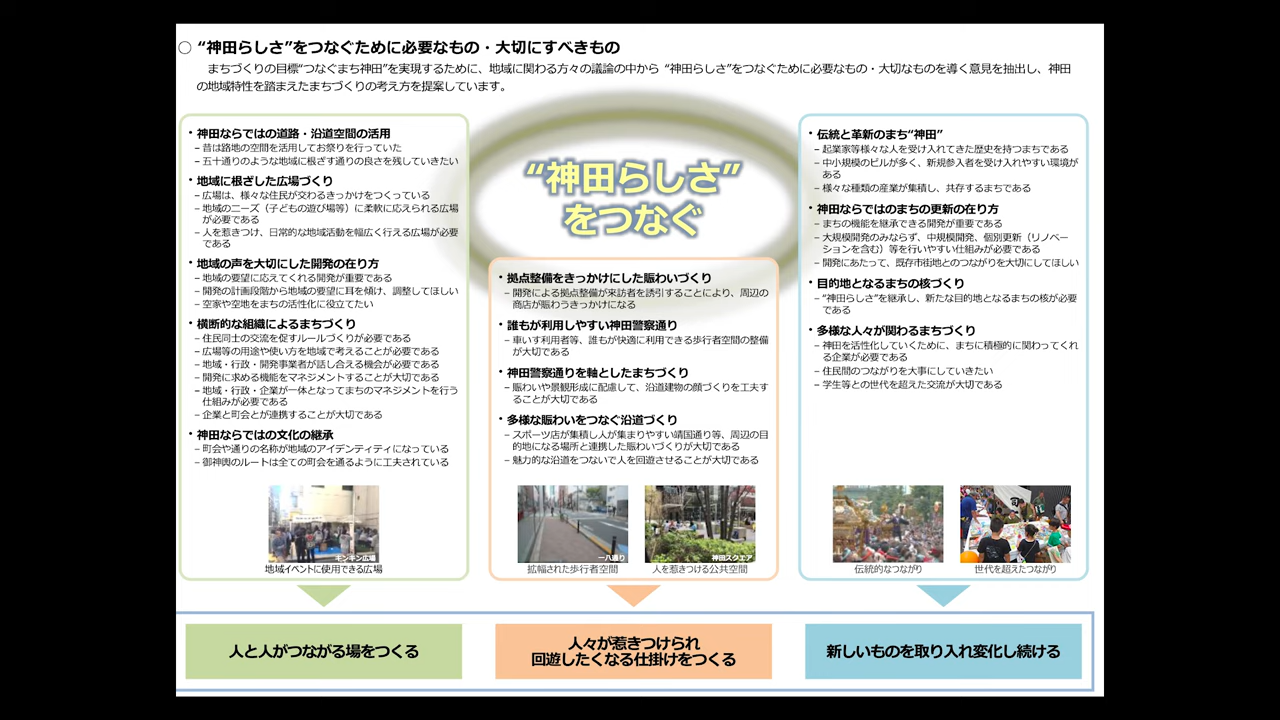 ○ “神田らしさ”をつなぐために必要なもの・大切にすべきもの
まちづくりの目標“つなぐまち神田”を実現するために、地域に関わる方々の議論の中から “神田らしさ”をつなぐために必要なもの・大切なものを導く意見を抽出し、神田
の地域特性を踏まえたまちづくりの考え方を提案しています。
“神田らしさ”
をつなぐ
・神田ならではの道路・沿道空間の活用
– 昔は路地の空間を活用してお祭りを行っていた
– 五十通りのような地域に根ざす通りの良さを残していきたい
・地域に根ざした広場づくり
– 広場は、様々な住民が交わるきっかけをつくっている
– 地域のニーズ（子どもの遊び場等）に柔軟に応えられる広場
が必要である
– 人を惹きつけ、日常的な地域活動を幅広く行える広場が必要
である
・地域の声を大切にした開発の在り方
– 地域の要望に応えてくれる開発が重要である
– 開発の計画段階から地域の要望に耳を傾け、調整してほしい
– 空家や空地をまちの活性化に役立てたい
・横断的な組織によるまちづくり
– 住民同士の交流を促すルールづくりが必要である
– 広場等の用途や使い方を地域で考えることが必要である
– 地域・行政・開発事業者が話し合える機会が必要である
– 開発に求める機能をマネジメントすることが大切である
– 地域・行政・企業が一体となってまちのマネジメントを行う
仕組みが必要である
– 企業と町会とが連携することが大切である
・神田ならではの文化の継承
– 町会や通りの名称が地域のアイデンティティになっている
– 御神輿のルートは全ての町会を通るように工夫されている
キンキン広場
地域イベントに使用できる広場
・拠点整備をきっかけにした賑わいづくり
– 開発による拠点整備が来訪者を誘引することにより、周辺の
商店が賑わうきっかけになる
・誰もが利用しやすい神田警察通り
– 車いす利用者等、誰もが快適に利用できる歩行者空間の整備
が大切である
・神田警察通りを軸としたまちづくり
– 賑わいや景観形成に配慮して、沿道建物の顔づくりを工夫す
ることが大切である
・多様な賑わいをつなぐ沿道づくり
– スポーツ店が集積し人が集まりやすい靖国通り等、周辺の目
的地になる場所と連携した賑わいづくりが大切である
– 魅力的な沿道をつないで人を回遊させることが大切である
一八通り
神田スクエア
拡幅された歩行者空間
人を惹きつける公共空間
・伝統と革新のまち“神田”
– 起業家等様々な人を受け入れてきた歴史を持つまちである
– 中小規模のビルが多く、新規参入者を受け入れやすい環境が
ある
– 様々な種類の産業が集積し、共存するまちである
・神田ならではのまちの更新の在り方
– まちの機能を継承できる開発が重要である
– 大規模開発のみならず、中規模開発、個別更新（リノベー
ションを含む）等を行いやすい仕組みが必要である
– 開発にあたって、既存市街地とのつながりを大切にしてほしい
・目的地となるまちの核づくり
– “神田らしさ”を継承し、新たな目的地となるまちの核が必要
である
・多様な人々が関わるまちづくり
– 神田を活性化していくために、まちに積極的に関わってくれ
る企業が必要である
– 住民間のつながりを大事にしていきたい
– 学生等との世代を超えた交流が大切である
伝統的なつながり
世代を超えたつながり
人と人がつながる場をつくる
人々が惹きつけられ
回遊したくなる仕掛けをつくる
新しいものを取り入れ変化し続ける